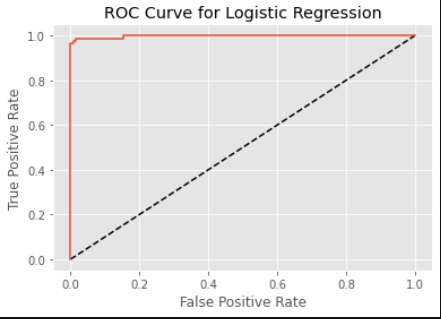 ROC Curve for Logistic Regression
True Positive Rate
1.0
0.8
0.6
0.4
0.2
0.0
0.0 0.2 0.4 0.6 0.8 1.0
False Positive Rate